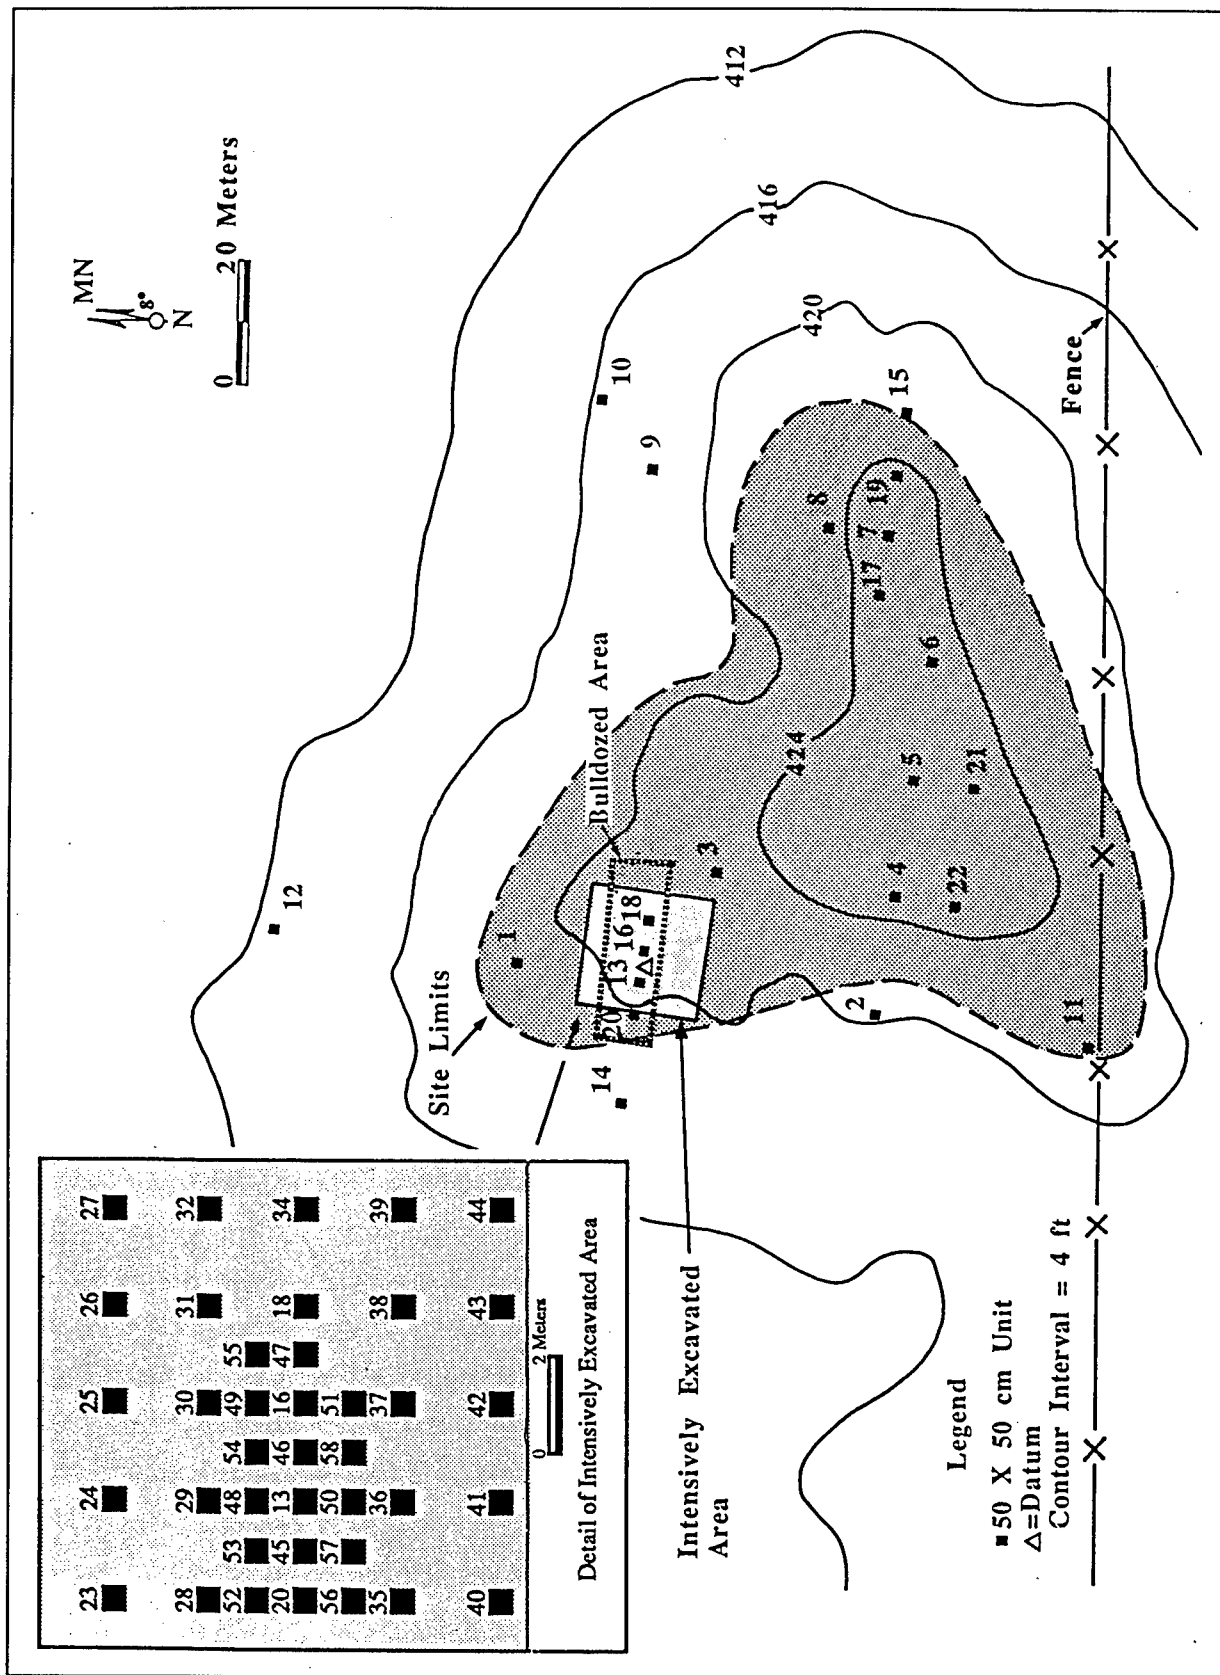 MN
8°
N
0 20 Meters
412
416
420
424
12
10
9
Site Limits
1
Bulldozed Area
14
20
13
16
18
3
8
15
19
7
17
6
5
21
4
22
2
11
Fence
Intensively Excavated
Area
Legend
50 X 50 cm Unit
=Datum
Contour Interval = 4 ft
23 24 25 26 27
28 29 30 31 32
52 53 48 54 49 55
20 45 13 46 16 47 18 34
56 57 50 58 51
35 36 37 38 39
40 41 42 43 44
0 2 Meters
Detail of Intensively Excavated Area